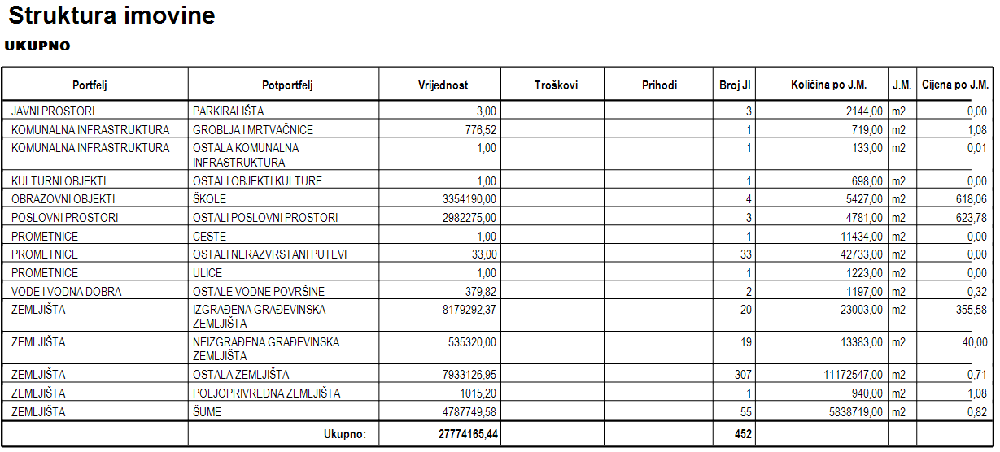 Struktura imovine
UKUPNO
Portfelj Potportfelj Vrijednost Troškovi Prihodi Broj JI Količina po J.M. J.M. Cijena po J.M.
JAVNI PROSTORI PARKIRALIŠTA 3,00 3 2144,00 m2 0,00
KOMUNALNA INFRASTRUKTURA GROBLJA I MRTVAČNICE 776,52 1 719,00 m2 1,08
KOMUNALNA INFRASTRUKTURA OSTALA KOMUNALNA 1,00 1 133,00 m2 0,01
INFRASTRUKTURA
KULTURNI OBJEKTI OSTALI OBJEKTI KULTURE 1,00 1 698,00 m2 0,00
OBRAZOVNI OBJEKTI ŠKOLE 3354190,00 4 5427,00 m2 618,06
POSLOVNI PROSTORI OSTALI POSLOVNI PROSTORI 2982275,00 3 4781,00 m2 623,78
PROMETNICE CESTE 1,00 1 11434,00 m2 0,00
PROMETNICE OSTALI NERAZVRSTANI PUTEVI 33,00 33 42733,00 m2 0,00
PROMETNICE ULICE 1,00 1 1223,00 m2 0,00
VODE I VODNA DOBRA OSTALE VODNE POVRŠINE 379,82 2 1197,00 m2 0,32
ZEMLJIŠTA IZGRAĐENA GRAĐEVINSKA 8179292,37 20 23003,00 m2 355,58
ZEMLJIŠTA
ZEMLJIŠTA NEIZGRAĐENA GRAĐEVINSKA 535320,00 19 13383,00 m2 40,00
ZEMLJIŠTA
ZEMLJIŠTA OSTALA ZEMLJIŠTA 7933126,95 307 11172547,00 m2 0,71
ZEMLJIŠTA POLJOPRIVREDNA ZEMLJIŠTA 1015,20 1 940,00 m2 1,08
ZEMLJIŠTA ŠUME 4787749,58 55 5838719,00 m2 0,82
Ukupno: 27774165,44 452